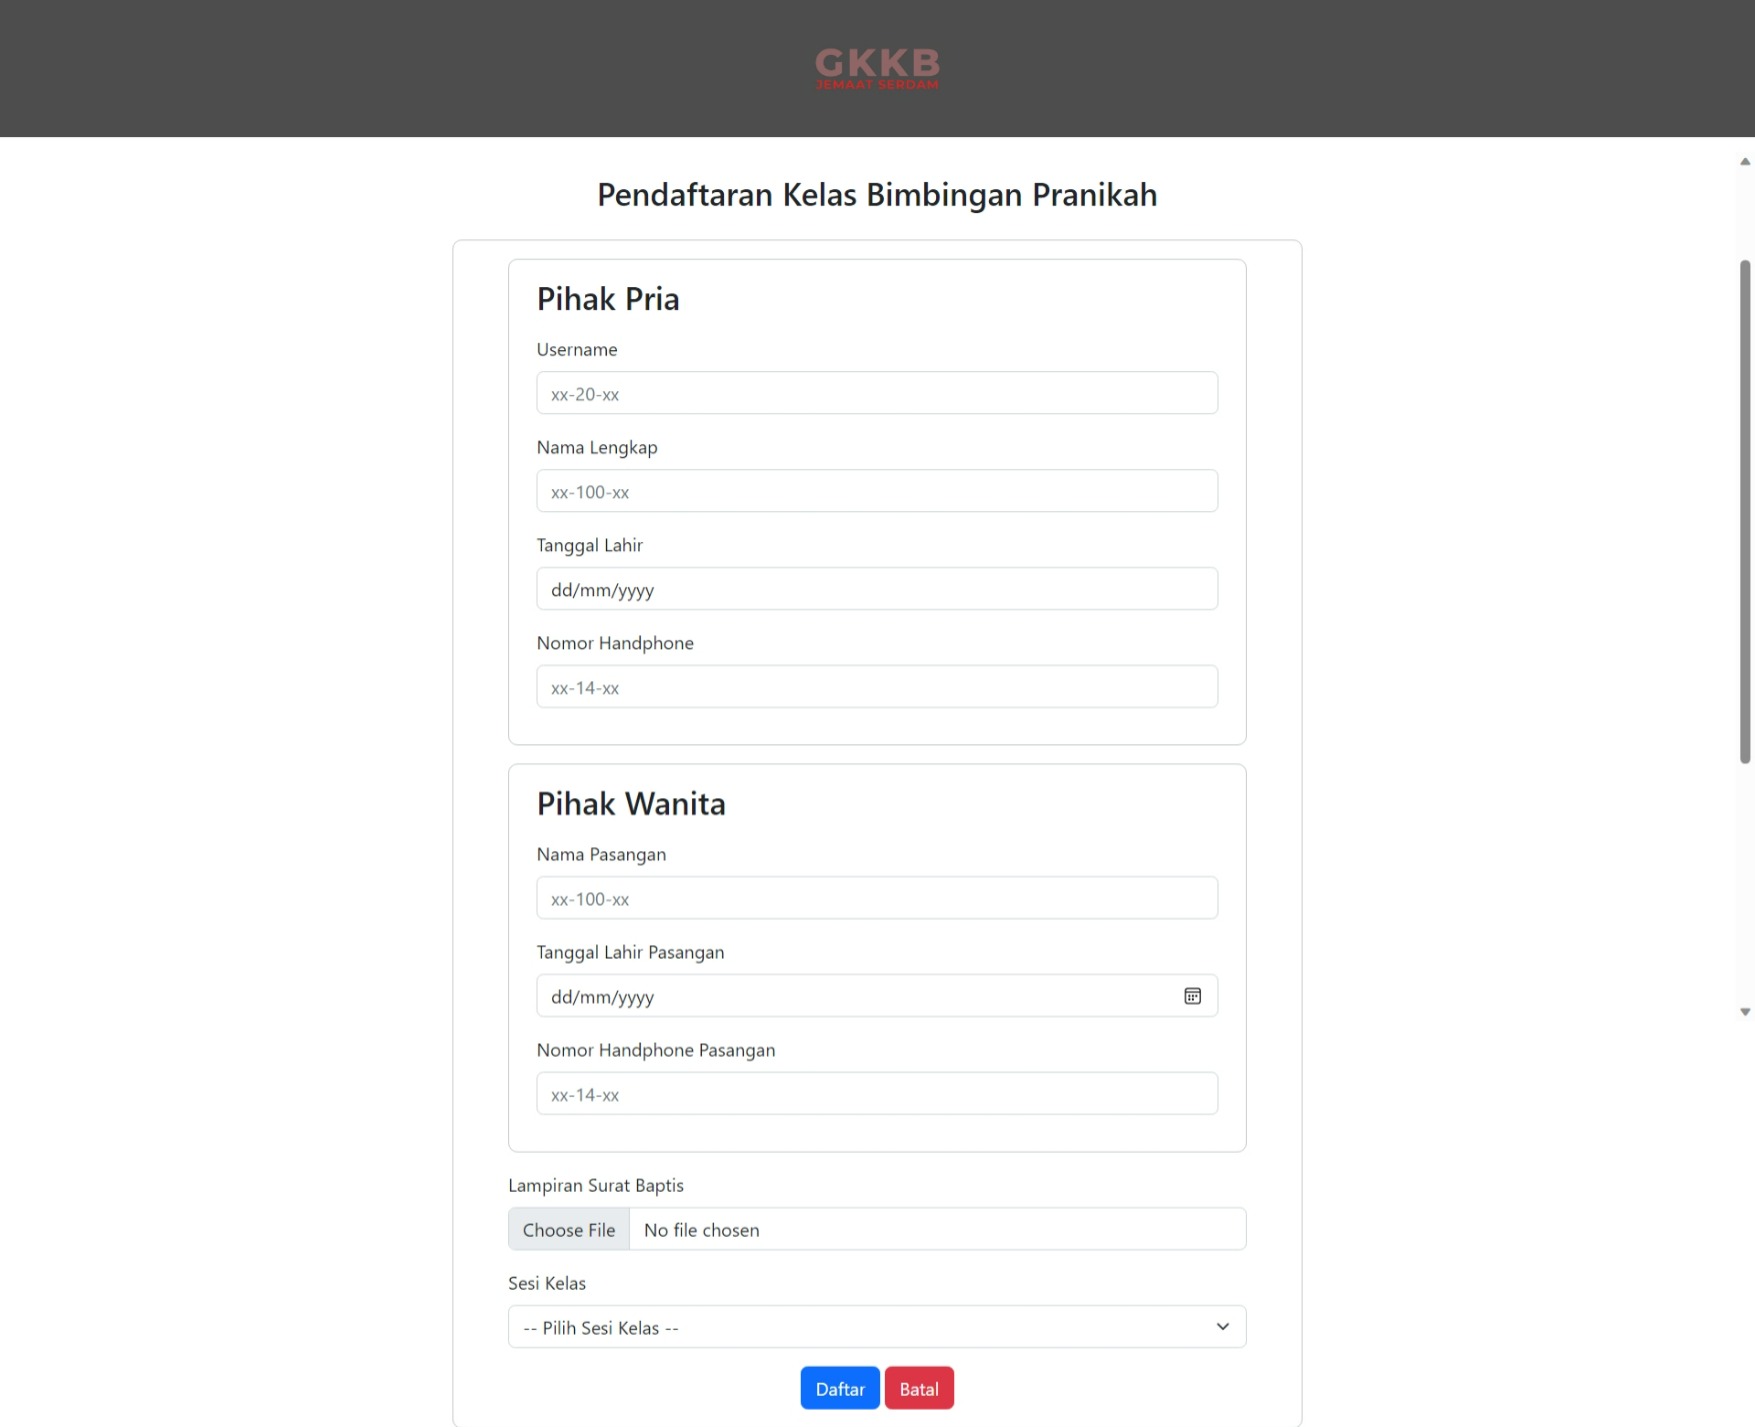 GKKB
JEMAAT SERDAM
Pendaftaran Kelas Bimbingan Pranikah
Pihak Pria
Username
xx-20-xx
Nama Lengkap
xx-100-xx
Tanggal Lahir
dd/mm/yyyy
Nomor Handphone
xx-14-xx
Pihak Wanita
Nama Pasangan
xx-100-xx
Tanggal Lahir Pasangan
dd/mm/yyyy
Nomor Handphone Pasangan
xx-14-xx
Lampiran Surat Baptis
Choose File No file chosen
Sesi Kelas
-- Pilih Sesi Kelas --
Daftar Batal